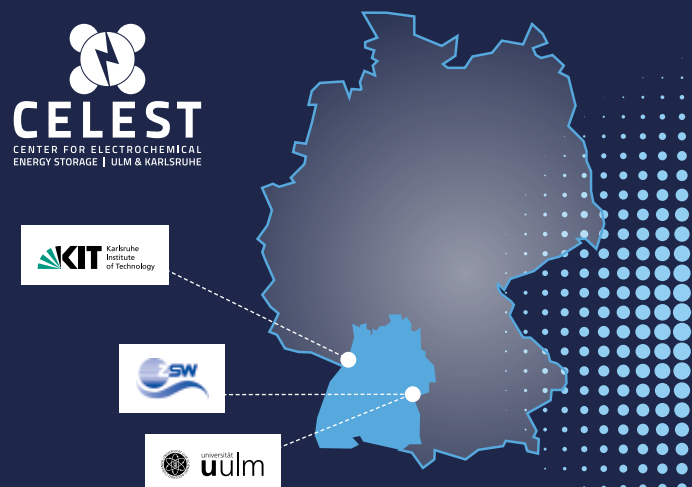 CELEST
CENTER FOR ELECTROCHEMICAL
ENERGY STORAGE | ULM & KARLSRUHE
KIT
Karlsruhe
Institute
of Technology
ZSW
universität
uulm